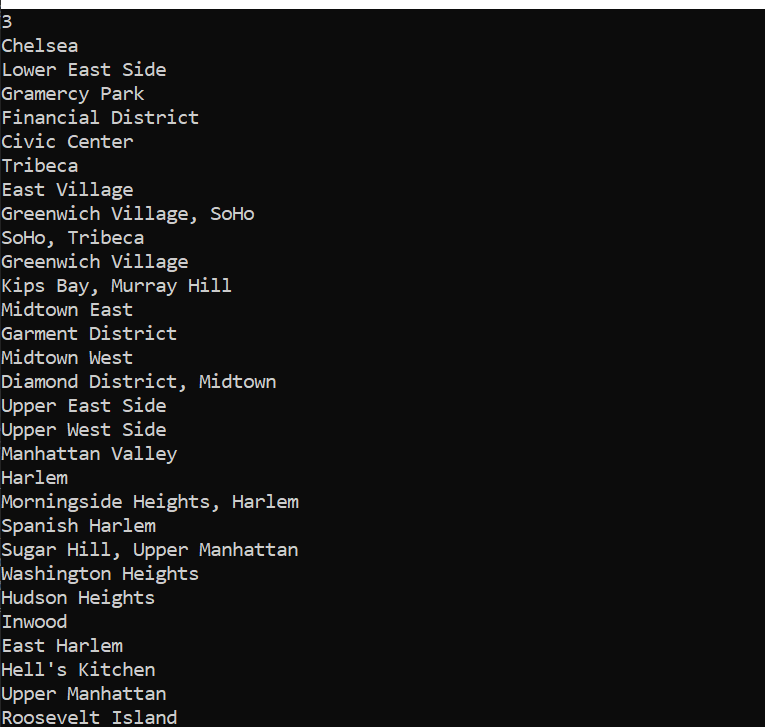 3
Chelsea
Lower East Side
Gramercy Park
Financial District
Civic Center
Tribeca
East Village
Greenwich Village, SoHo
SoHo, Tribeca
Greenwich Village
Kips Bay, Murray Hill
Midtown East
Garment District
Midtown West
Diamond District, Midtown
Upper East Side
Upper West Side
Manhattan Valley
Harlem
Morningside Heights, Harlem
Spanish Harlem
Sugar Hill, Upper Manhattan
Washington Heights
Hudson Heights
Inwood
East Harlem
Hell's Kitchen
Upper Manhattan
Roosevelt Island